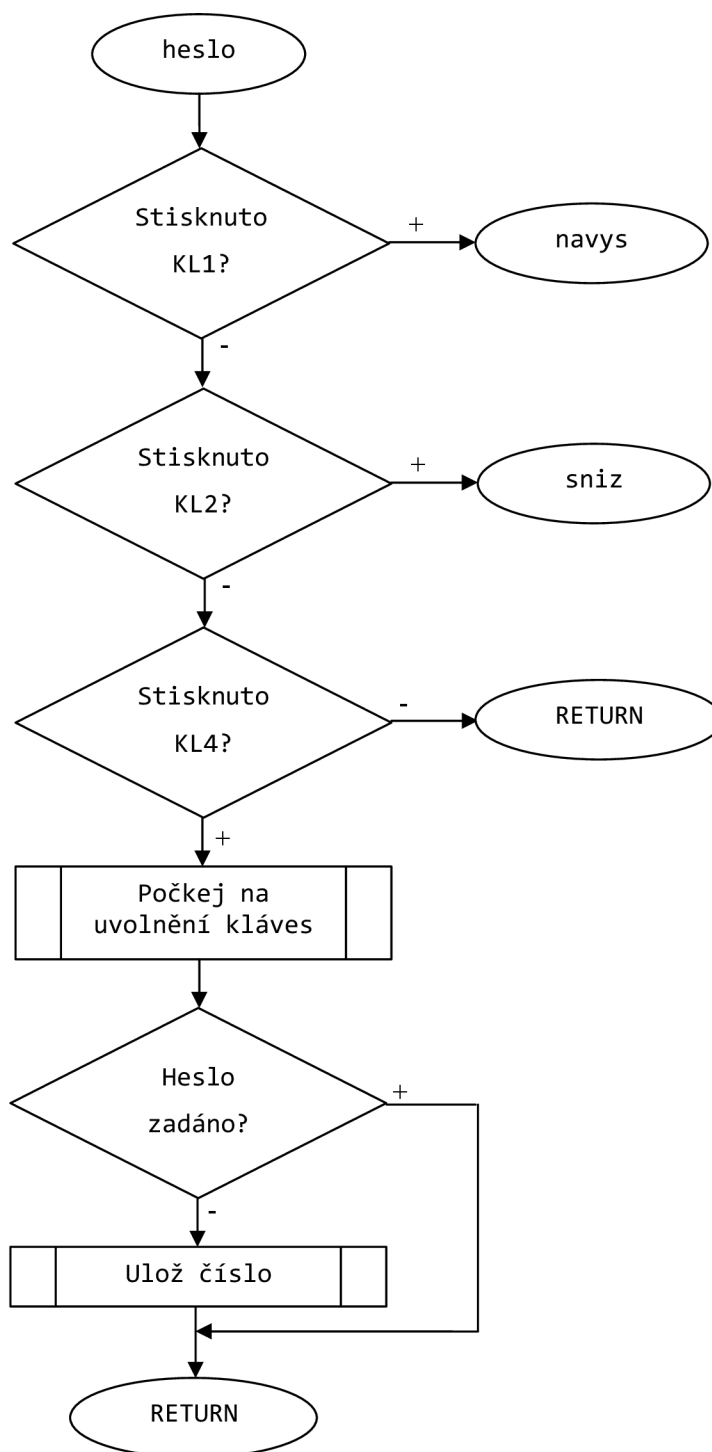 heslo
Stisknuto
KL1?
+
navys
-
Stisknuto
KL2?
+
sniz
-
Stisknuto
KL4?
-
RETURN
+
Počkej na
uvolnění kláves
Heslo
zadáno?
+
-
Ulož číslo
RETURN